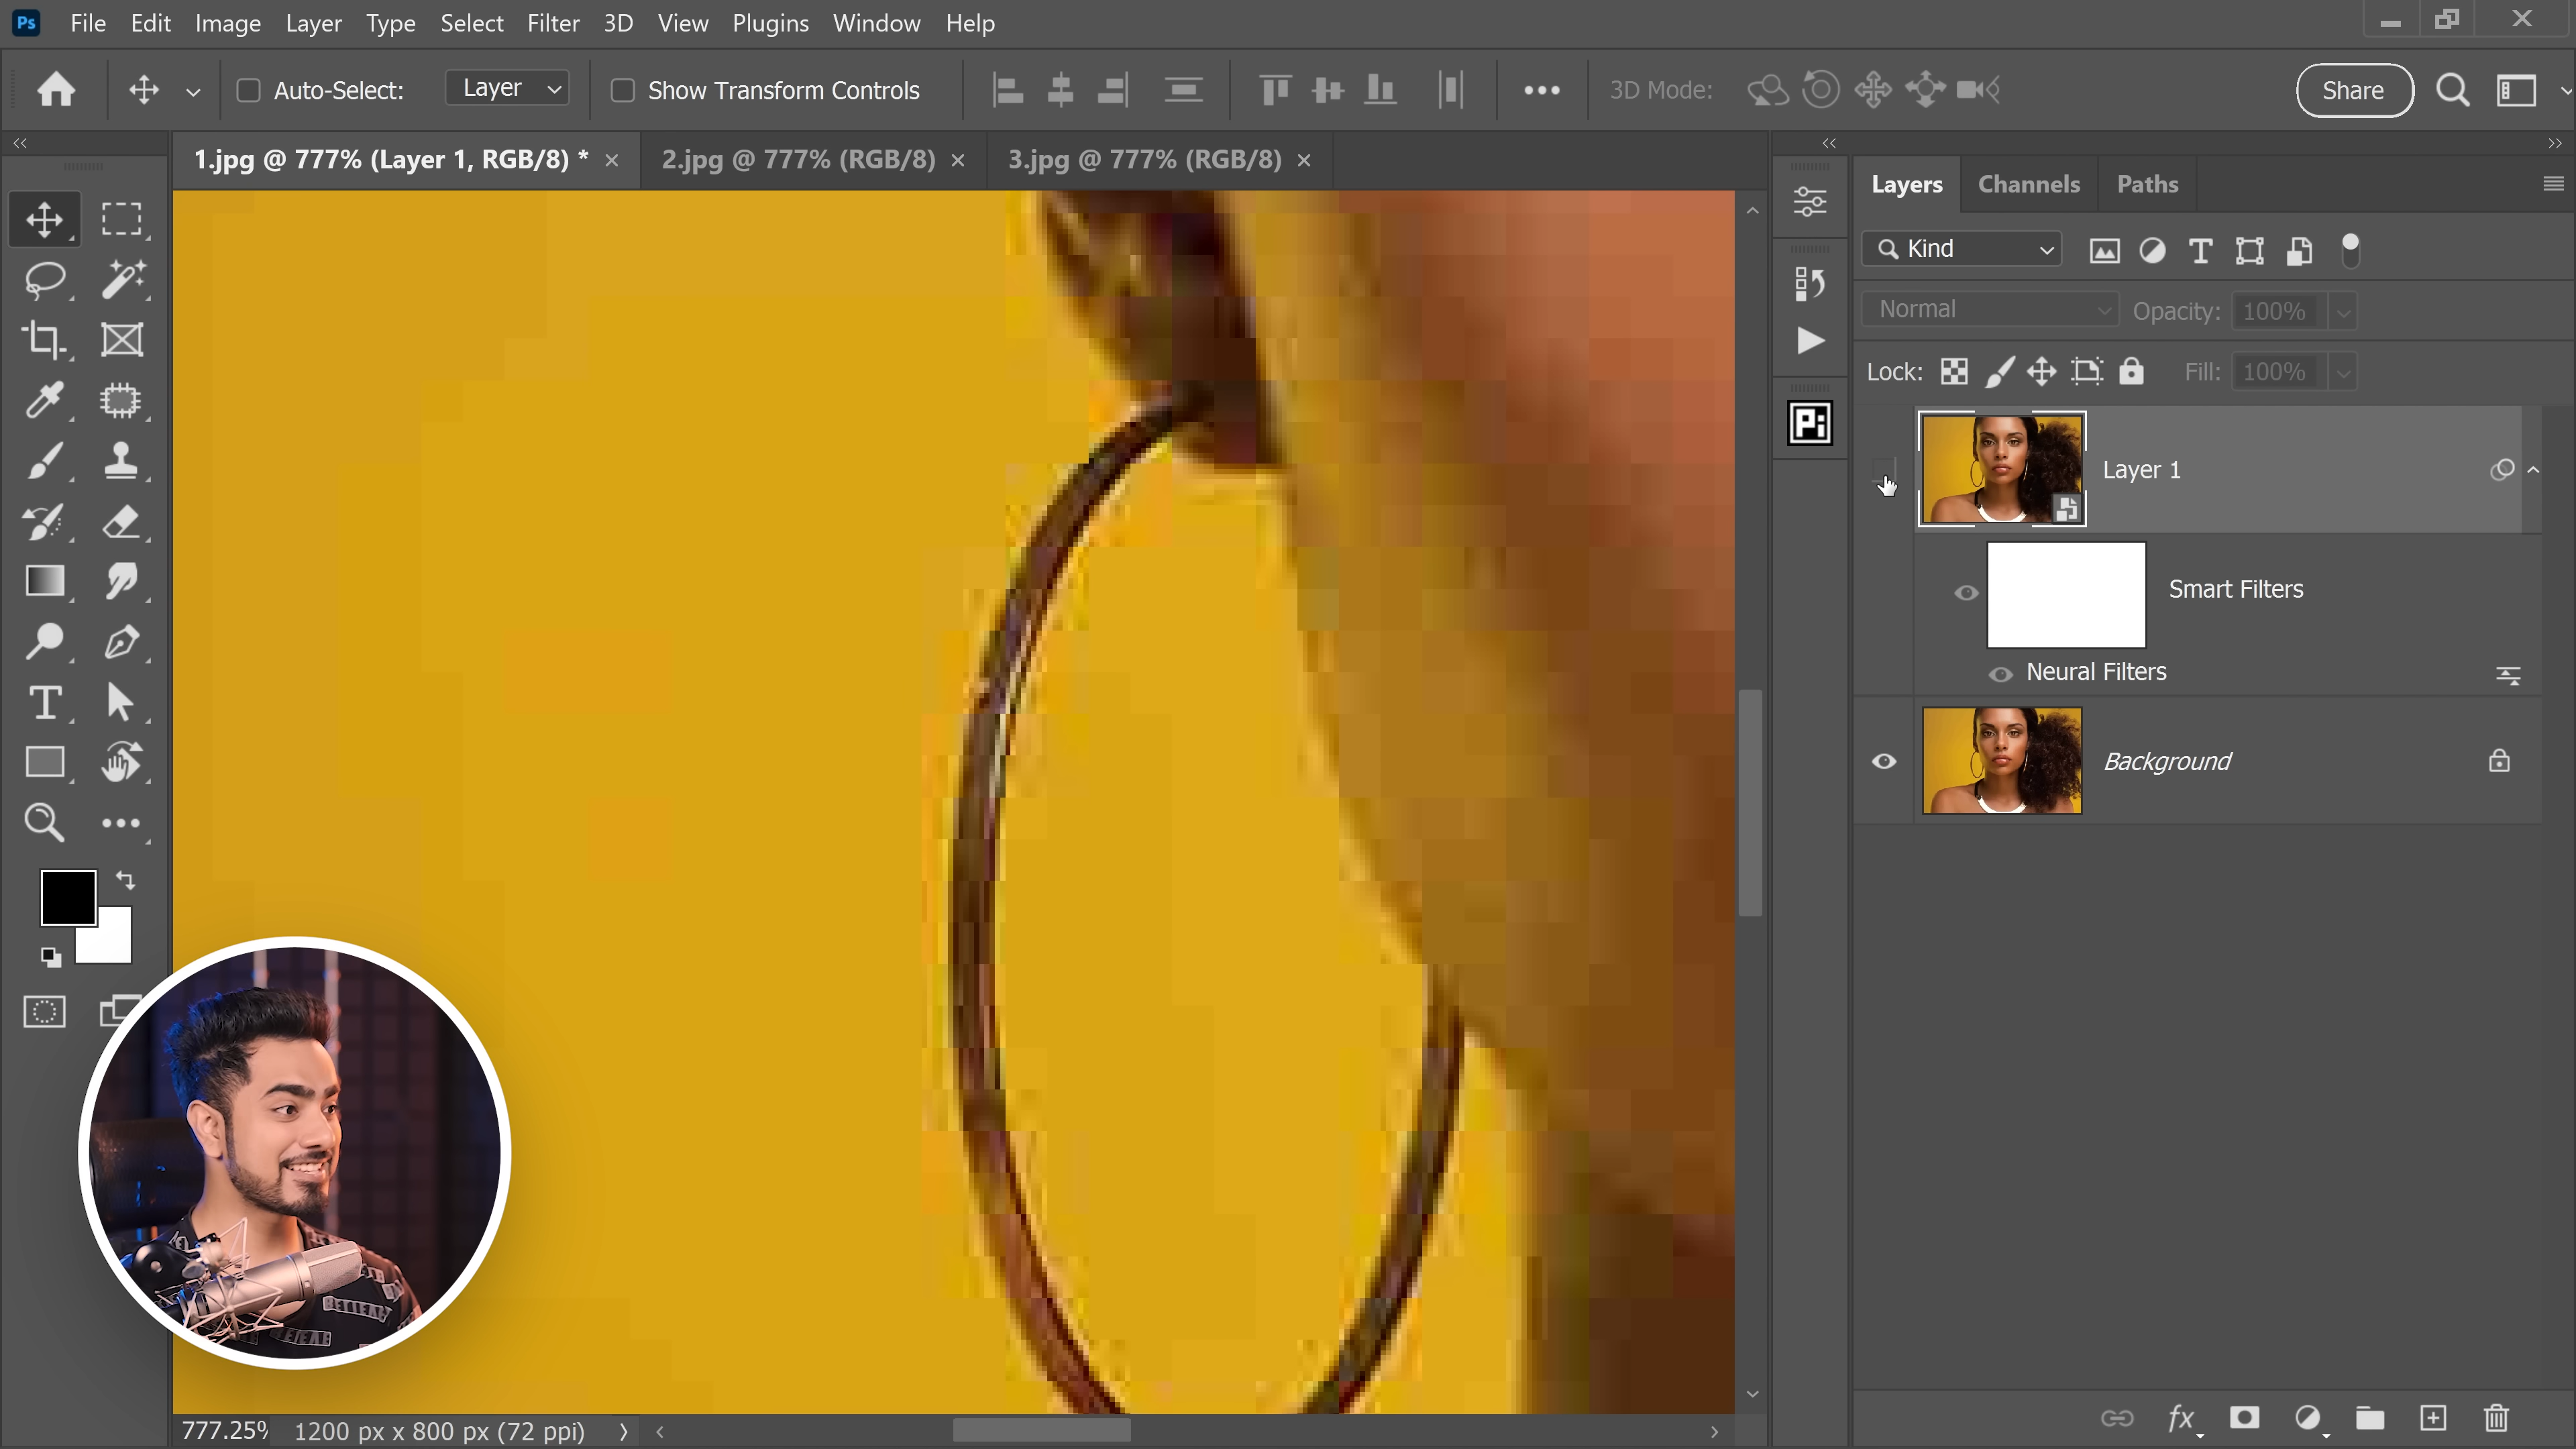 Ps File Edit Image Layer Type Select Filter 3D View Plugins Window Help
Auto-Select: Layer Show Transform Controls 3D Mode: Share
1.jpg @ 777% (Layer 1, RGB/8) * 2.jpg @ 777% (RGB/8) 3.jpg @ 777% (RGB/8)
Layers Channels Paths
Kind
Normal Opacity: 100%
Lock: Fill: 100%
Pi
Layer 1
Smart Filters
Neural Filters
Background
777.25% 1200 px x 800 px (72 ppi)
fx